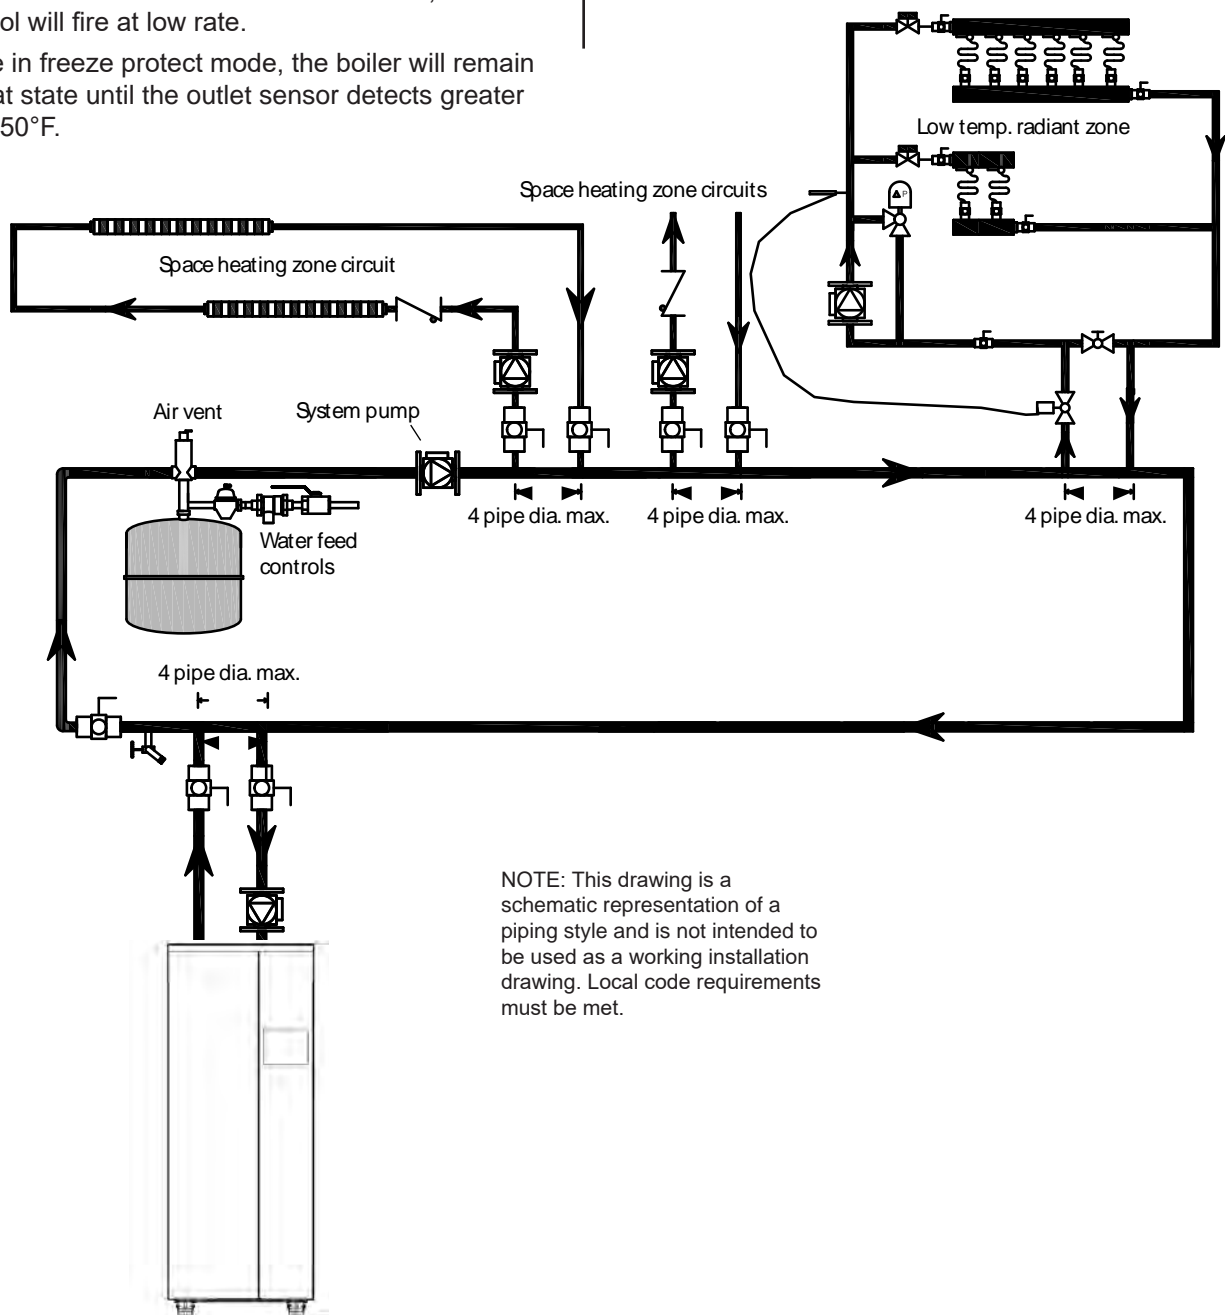 ol will fire at low rate.
e in freeze protect mode, the boiler will remain
at state until the outlet sensor detects greater
50°F.
Low temp. radiant zone
Space heating zone circuits
P
Space heating zone circuit
Air vent
System pump
4 pipe dia. max.
4 pipe dia. max.
4 pipe dia. max.
Water feed
controls
4 pipe dia. max.
NOTE: This drawing is a
schematic representation of a
piping style and is not intended to
be used as a working installation
drawing. Local code requirements
must be met.